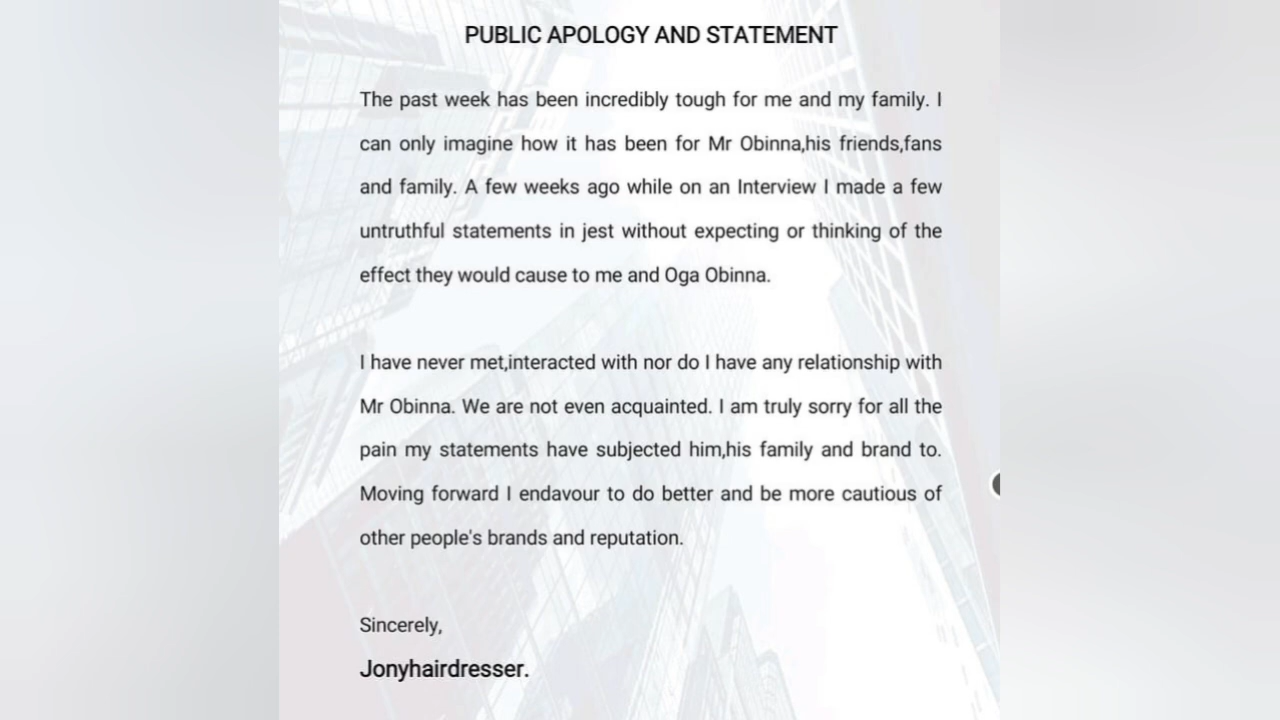 PUBLIC APOLOGY AND STATEMENT
The past week has been incredibly tough for me and my family. I
can only imagine how it has been for Mr Obinna,his friends,fans
and family. A few weeks ago while on an Interview I made a few
untruthful statements in jest without expecting or thinking of the
effect they would cause to me and Oga Obinna.
I have never met,interacted with nor do I have any relationship with
Mr Obinna. We are not even acquainted. I am truly sorry for all the
pain my statements have subjected him,his family and brand to.
Moving forward I endavour to do better and be more cautious of
other people's brands and reputation.
Sincerely,
Jonyhairdresser.